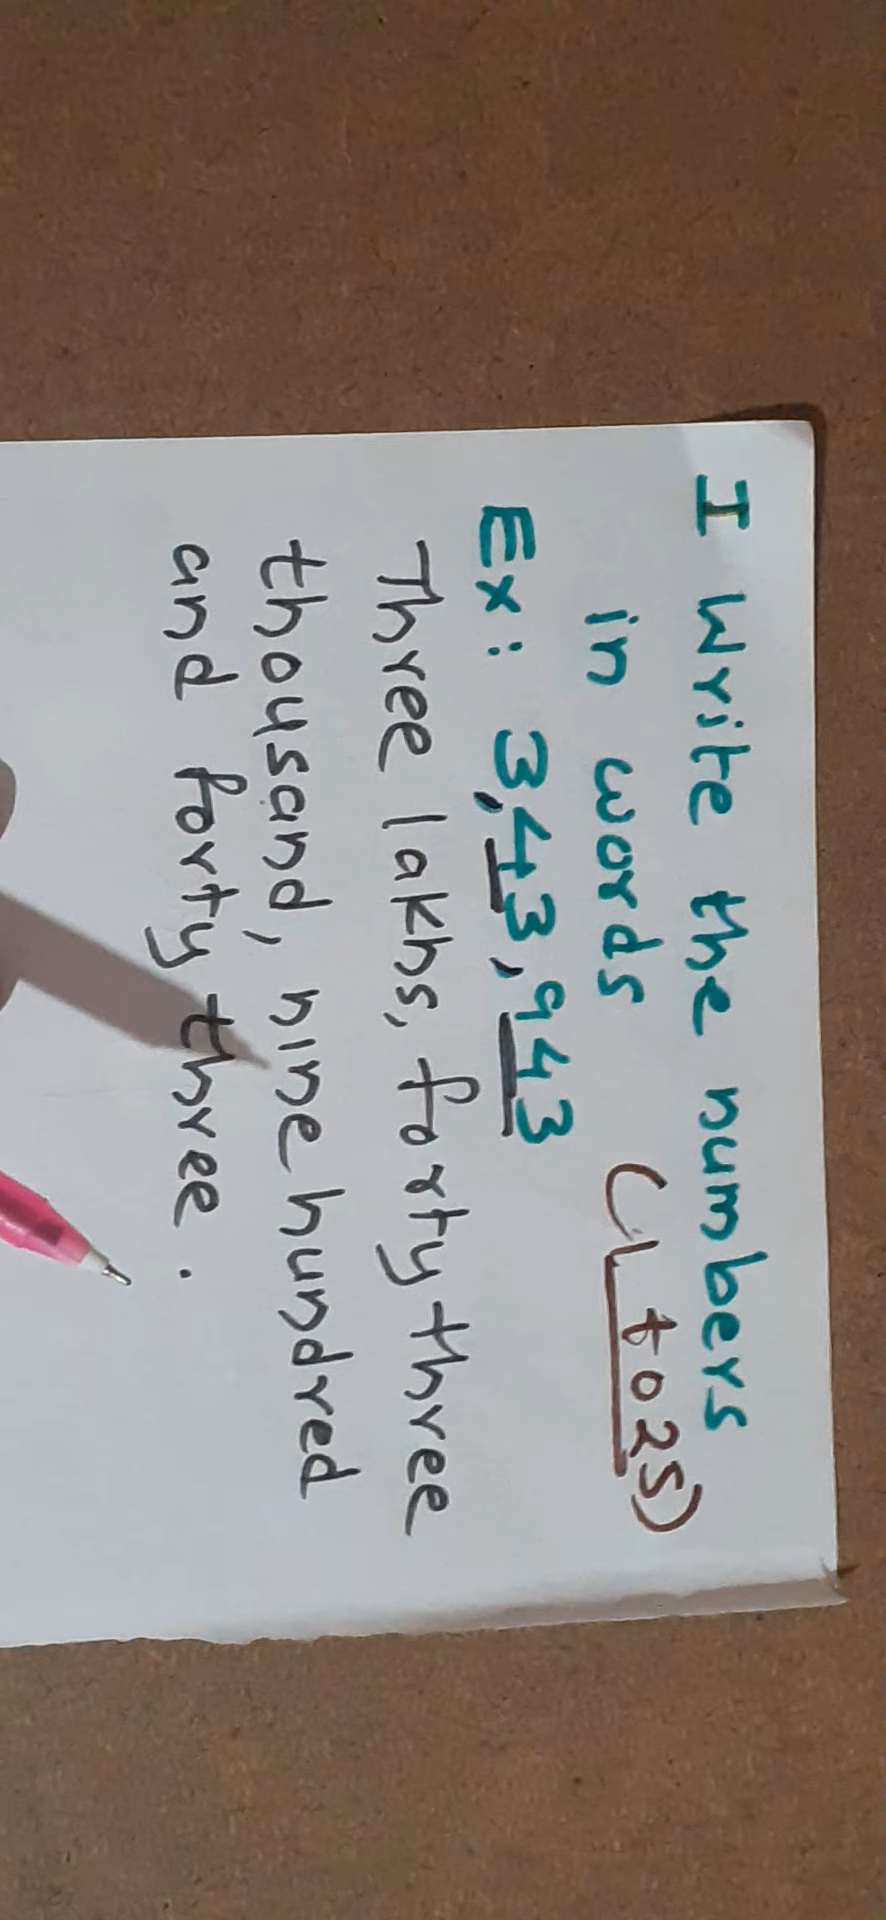 I Write the numbers
in words (1 to 25)
Ex: 3,43,943
Three lakhs, forty three
thousand, nine hundred
and forty three.